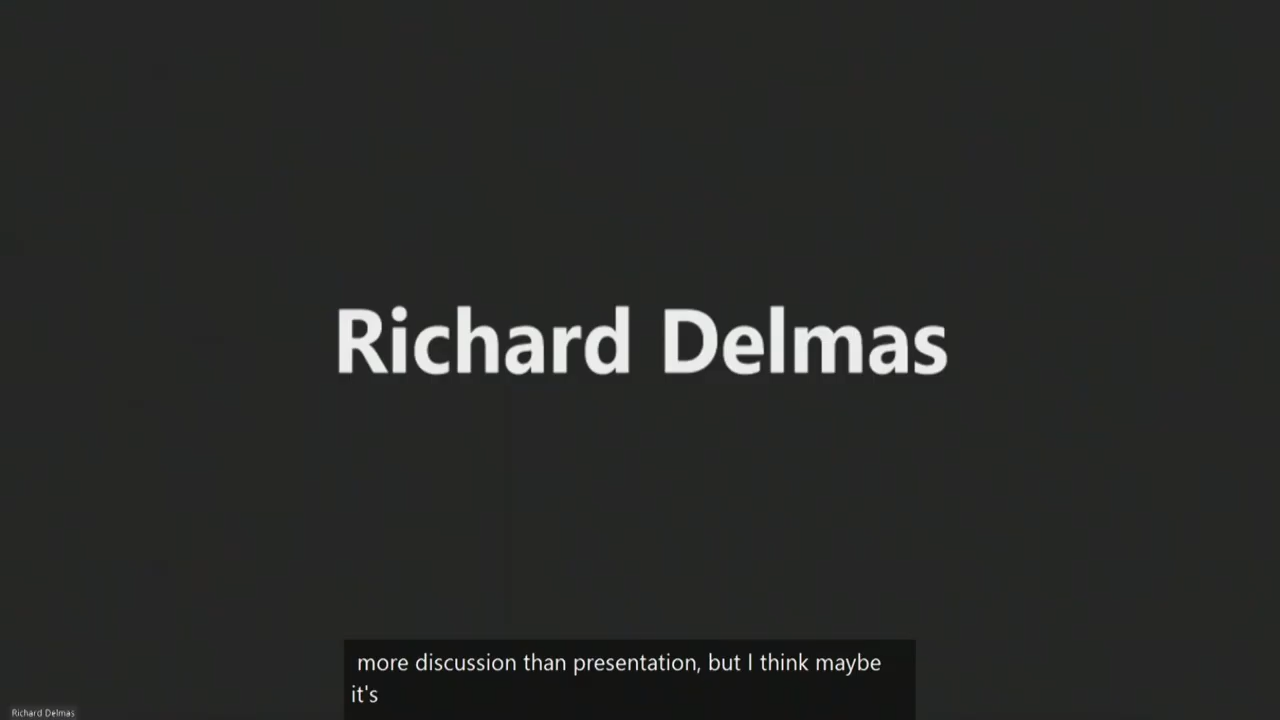 Richard Delmas
more discussion than presentation, but I think maybe
it's
Richard Delmas